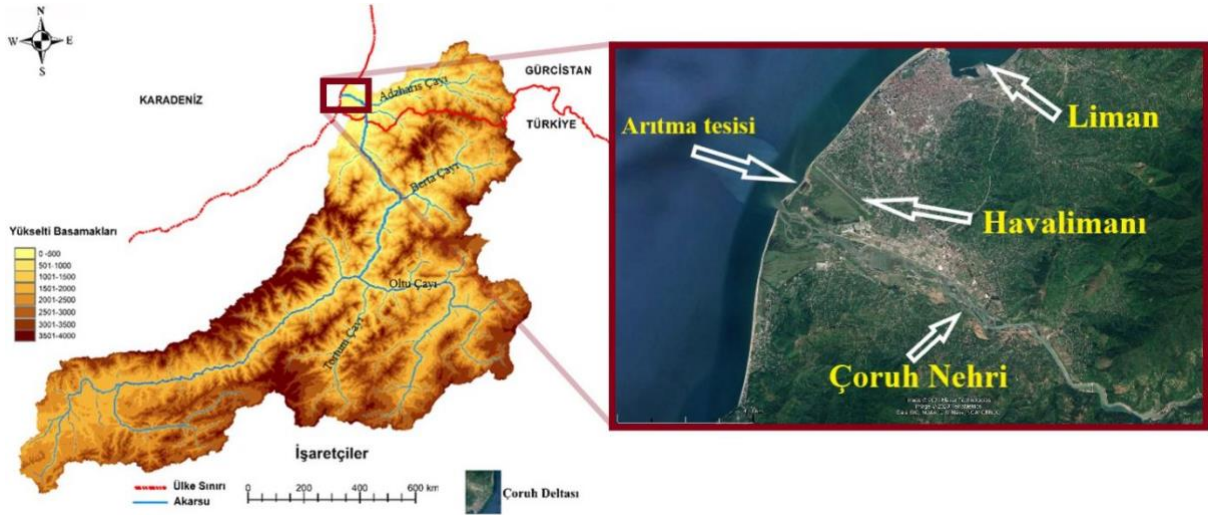 N
W E
S
KARADENİZ
GÜRCİSTAN
TÜRKİYE
Adzharis Çayı
Berta Çayı
Oltu Çayı
Tortum Çayı
Yükselti Basamakları
0 -500
501-1000
1001-1500
1501-2000
2001-2500
2501-3000
3001-3500
3501-4000
İşaretçiler
Ülke Sınırı
Akarsu
0 200 400 600 km
Çoruh Deltası
Liman
Arıtma tesisi
Havalimanı
Çoruh Nehri